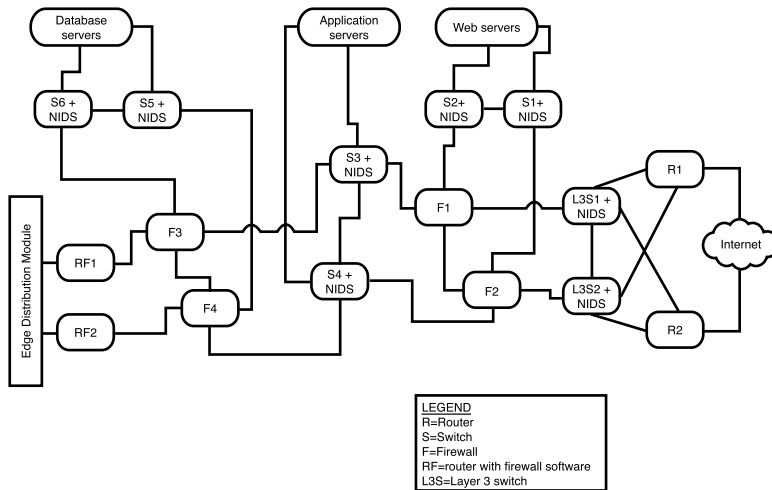 Database
servers
Application
servers
Web servers
S6 +
NIDS
S5 +
NIDS
S2+
NIDS
S1+
NIDS
S3 +
NIDS
R1
L3S1 +
NIDS
F1
F3
Internet
Edge Distribution Module
RF1
S4 +
NIDS
F2
L3S2 +
NIDS
F4
RF2
R2
LEGEND
R=Router
S=Switch
F=Firewall
RF=router with firewall software
L3S=Layer 3 switch